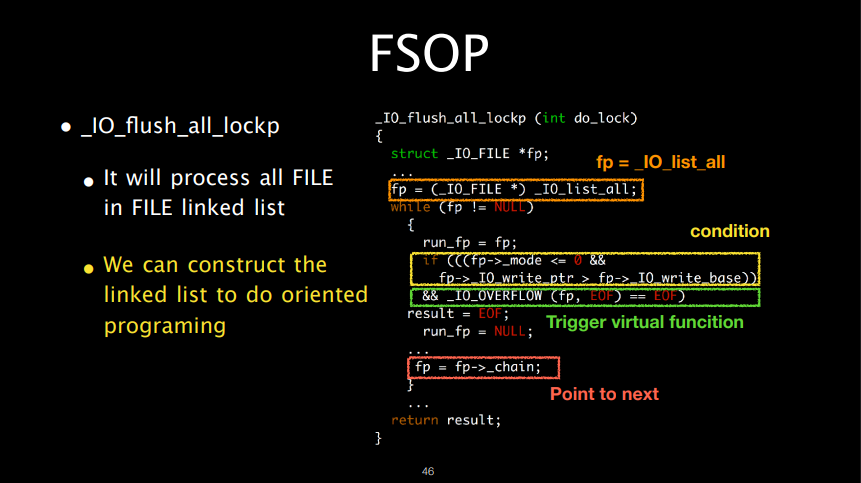 FSOP
• _IO_flush_all_lockp
• It will process all FILE
in FILE linked list
• We can construct the
linked list to do oriented
programing
_IO_flush_all_lockp (int do_lock)
{
struct _IO_FILE *fp;
...
fp = _IO_list_all
fp = (_IO_FILE *) _IO_list_all;
while (fp != NULL)
{
run_fp = fp;
condition
if (((fp->_mode <= 0 &&
fp->_IO_write_ptr > fp->_IO_write_base))
&& _IO_OVERFLOW (fp, EOF) == EOF)
result = EOF;
Trigger virtual funcition
run_fp = NULL;
...
fp = fp->_chain;
Point to next
}
...
return result;
}
46